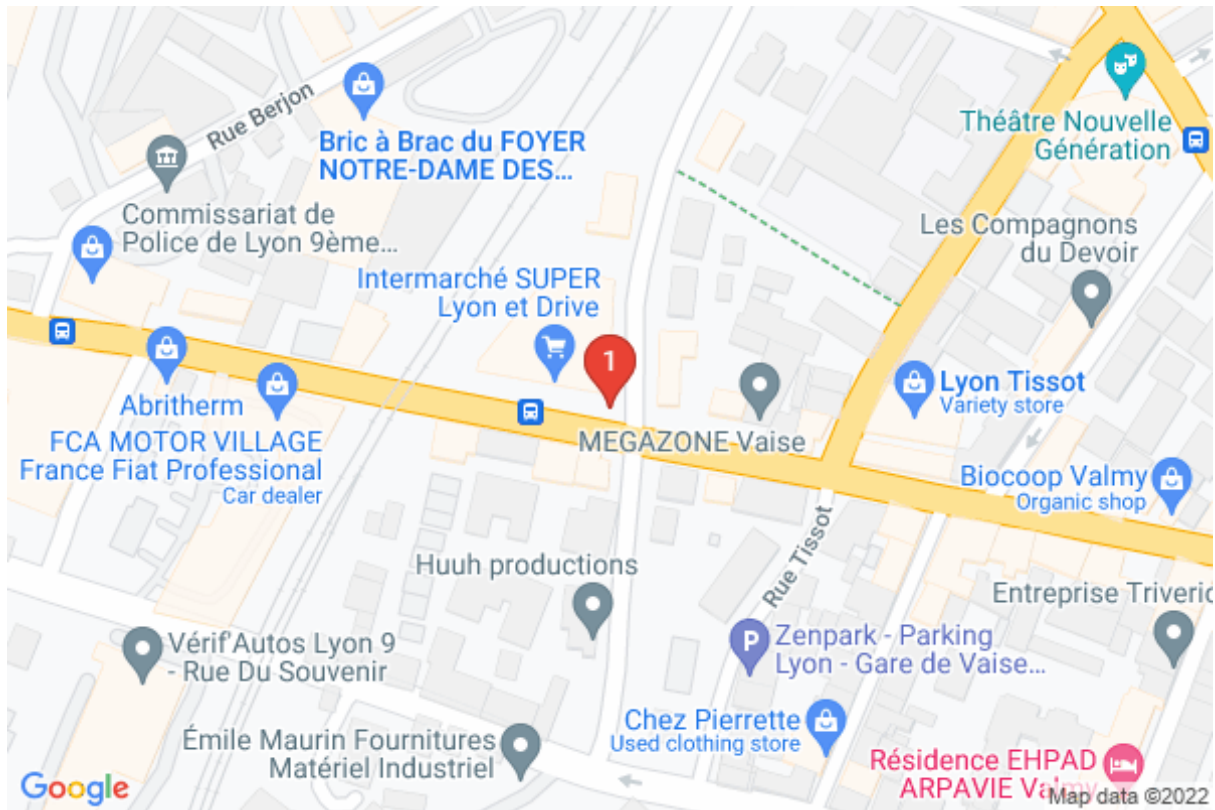 Rue Berjon
Bric à Brac du FOYER
NOTRE-DAME DES...
Théâtre Nouvelle
Génération
Commissariat de
Police de Lyon 9ème...
Les Compagnons
du Devoir
Intermarché SUPER
Lyon et Drive
1
Abritherm
Lyon Tissot
Variety store
FCA MOTOR VILLAGE
France Fiat Professional
Car dealer
MEGAZONE Vaise
Biocoop Valmy
Organic shop
Rue Tissot
Huuh productions
Entreprise Triveric
Vérif'Autos Lyon 9
- Rue Du Souvenir
P
Zenpark - Parking
Lyon - Gare de Vaise...
Chez Pierrette
Used clothing store
Émile Maurin Fournitures
Matériel Industriel
Résidence EHPAD
ARPAVIE Valmy
Google
Map data ©2022